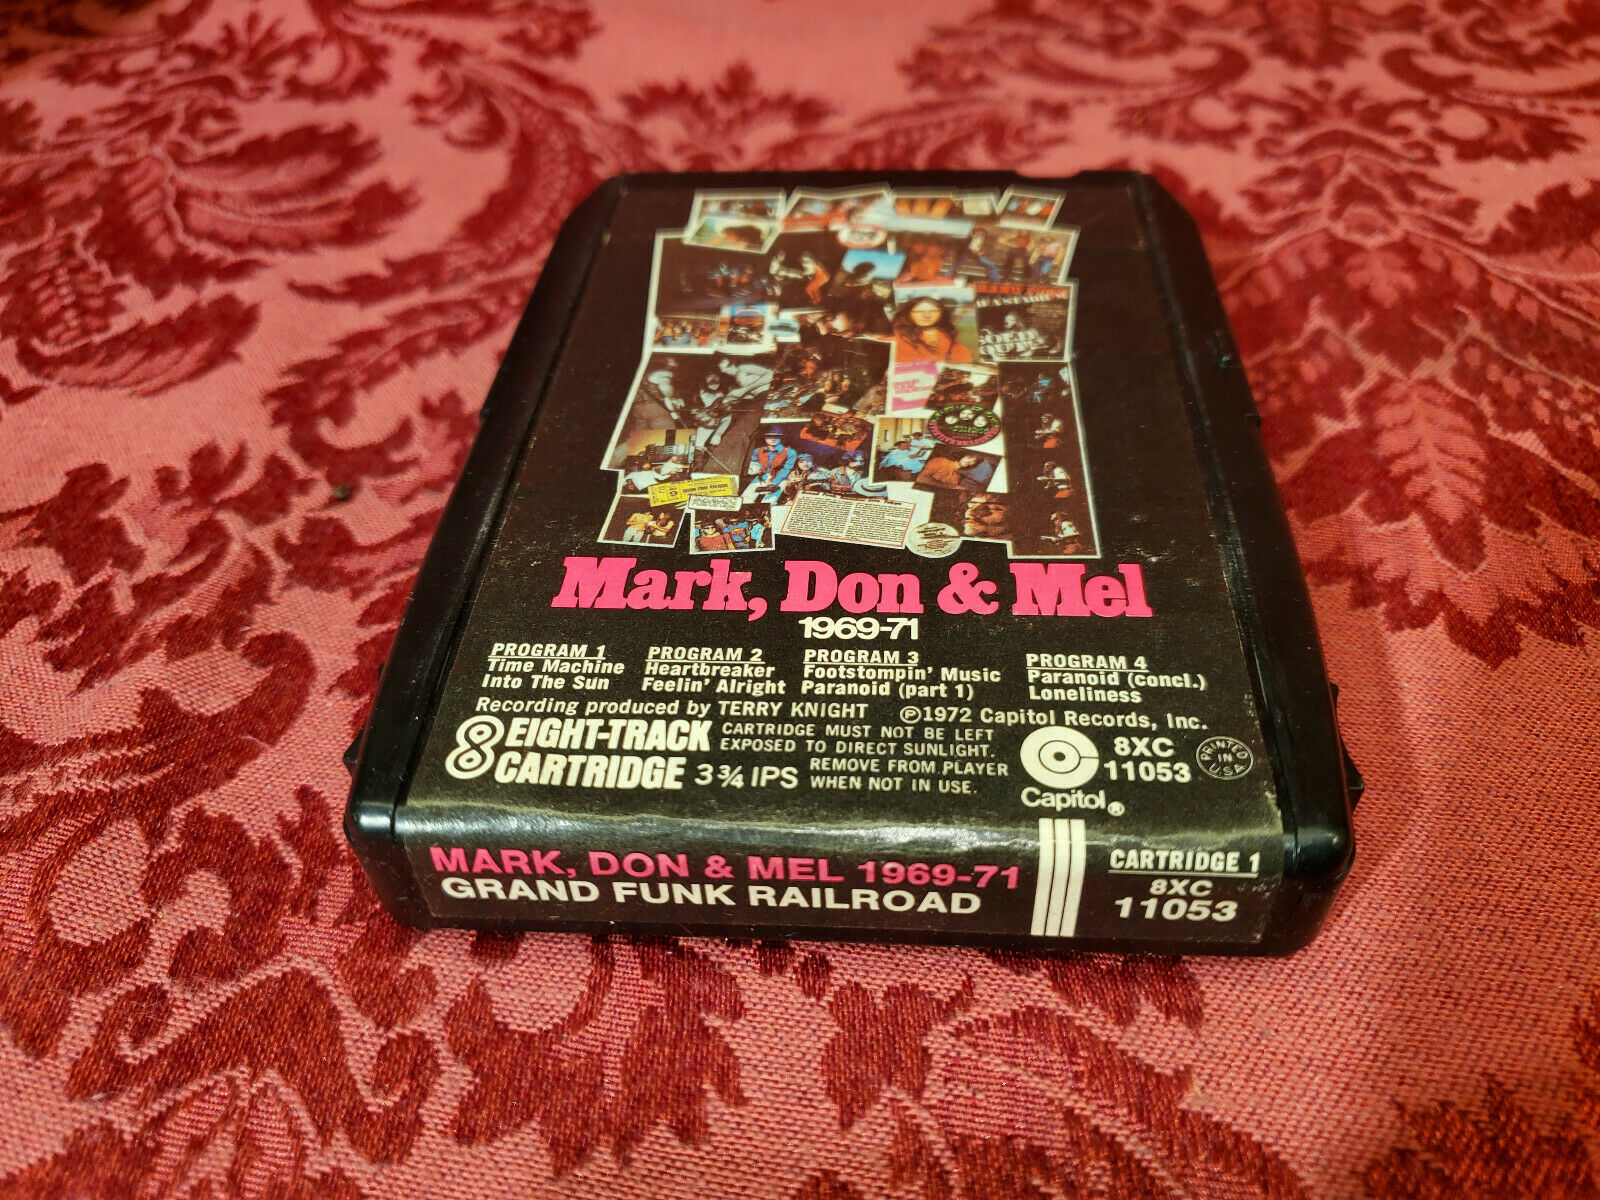 Mark, Don & Mel
1969-71
PROGRAM 1
Time Machine
Into The Sun
PROGRAM 2
Heartbreaker
Feelin' Alright
PROGRAM 3
Footstompin' Music
Paranoid (part 1)
PROGRAM 4
Paranoid (concl.)
Loneliness
Recording produced by TERRY KNIGHT ℗1972 Capitol Records, Inc.
8 EIGHT-TRACK
CARTRIDGE 3¾ IPS
CARTRIDGE MUST NOT BE LEFT
EXPOSED TO DIRECT SUNLIGHT.
REMOVE FROM PLAYER
WHEN NOT IN USE.
Capitol®
8XC
11053
PRINTED
IN
U.S.A.
MARK, DON & MEL 1969-71
GRAND FUNK RAILROAD
CARTRIDGE 1
8XC
11053